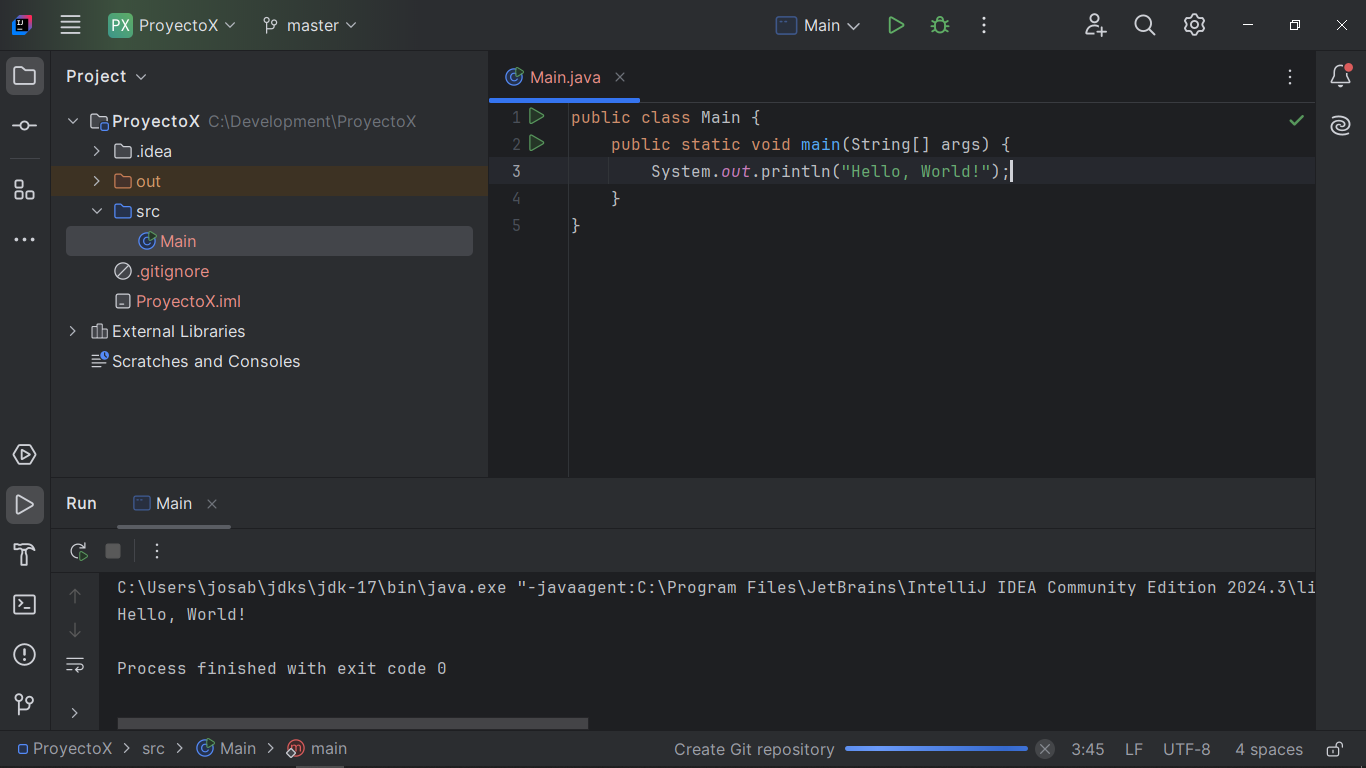 PX ProyectoX master Main
Project
Main.java
ProyectoX C:\Development\ProyectoX
.idea
out
src
Main
.gitignore
ProyectoX.iml
External Libraries
Scratches and Consoles
1 public class Main {
2 public static void main(String[] args) {
3 System.out.println("Hello, World!");
4 }
5 }
Run Main
C:\Users\josab\jdks\jdk-17\bin\java.exe "-javaagent:C:\Program Files\JetBrains\IntelliJ IDEA Community Edition 2024.3\li
Hello, World!
Process finished with exit code 0
ProyectoX > src > Main > main Create Git repository 3:45 LF UTF-8 4 spaces